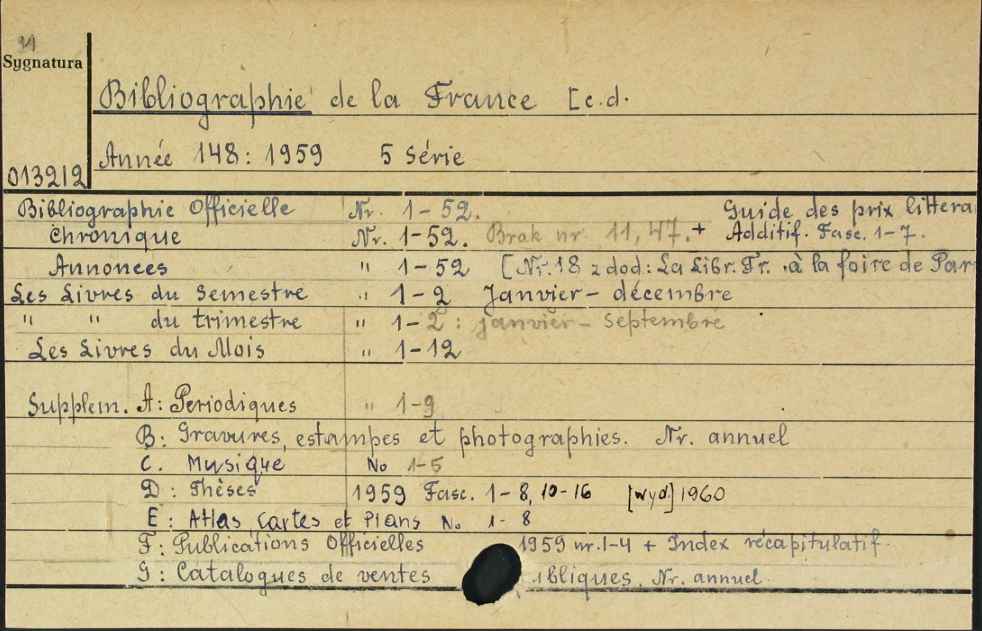 91
Sygnatura
Bibliographie de la France [c.d.
Année 148: 1959 5 Série
013212
Bibliographie Officielle Nr. 1-52. Guide des prix littera
Chronique Nr. 1-52. Brak nr 11, 47. + Additif. Fasc. 1-7.
Annonces " 1-52 [Nr. 18 z dod: La Libr. Fr. à la foire de Par
Les Livres du Semestre " 1-2 Janvier - décembre
" " du trimestre " 1-2: janvier - septembre
Les Livres du Mois " 1-12
Supplem. A: Periodiques " 1-9
B: Gravures, estampes et photographies. Nr. annuel
C. Musique No 1-5
D: Thèses 1959 Fasc. 1-8, 10-16 [wyd.] 1960
E: Atlas Cartes et Plans No 1-8
F: Publications Officielles 1959 nr. 1-4 + Index récapitulatif.
G: Catalogues de ventes bliques. Nr. annuel.